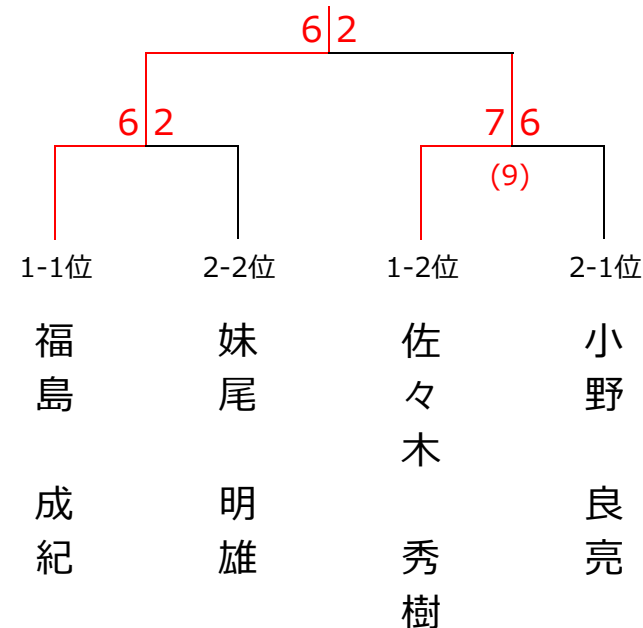 6 2
6 2
7 6
(9)
1-1位
2-2位
1-2位
2-1位
福島 成紀
妹尾 明雄
佐々木 秀樹
小野 良亮